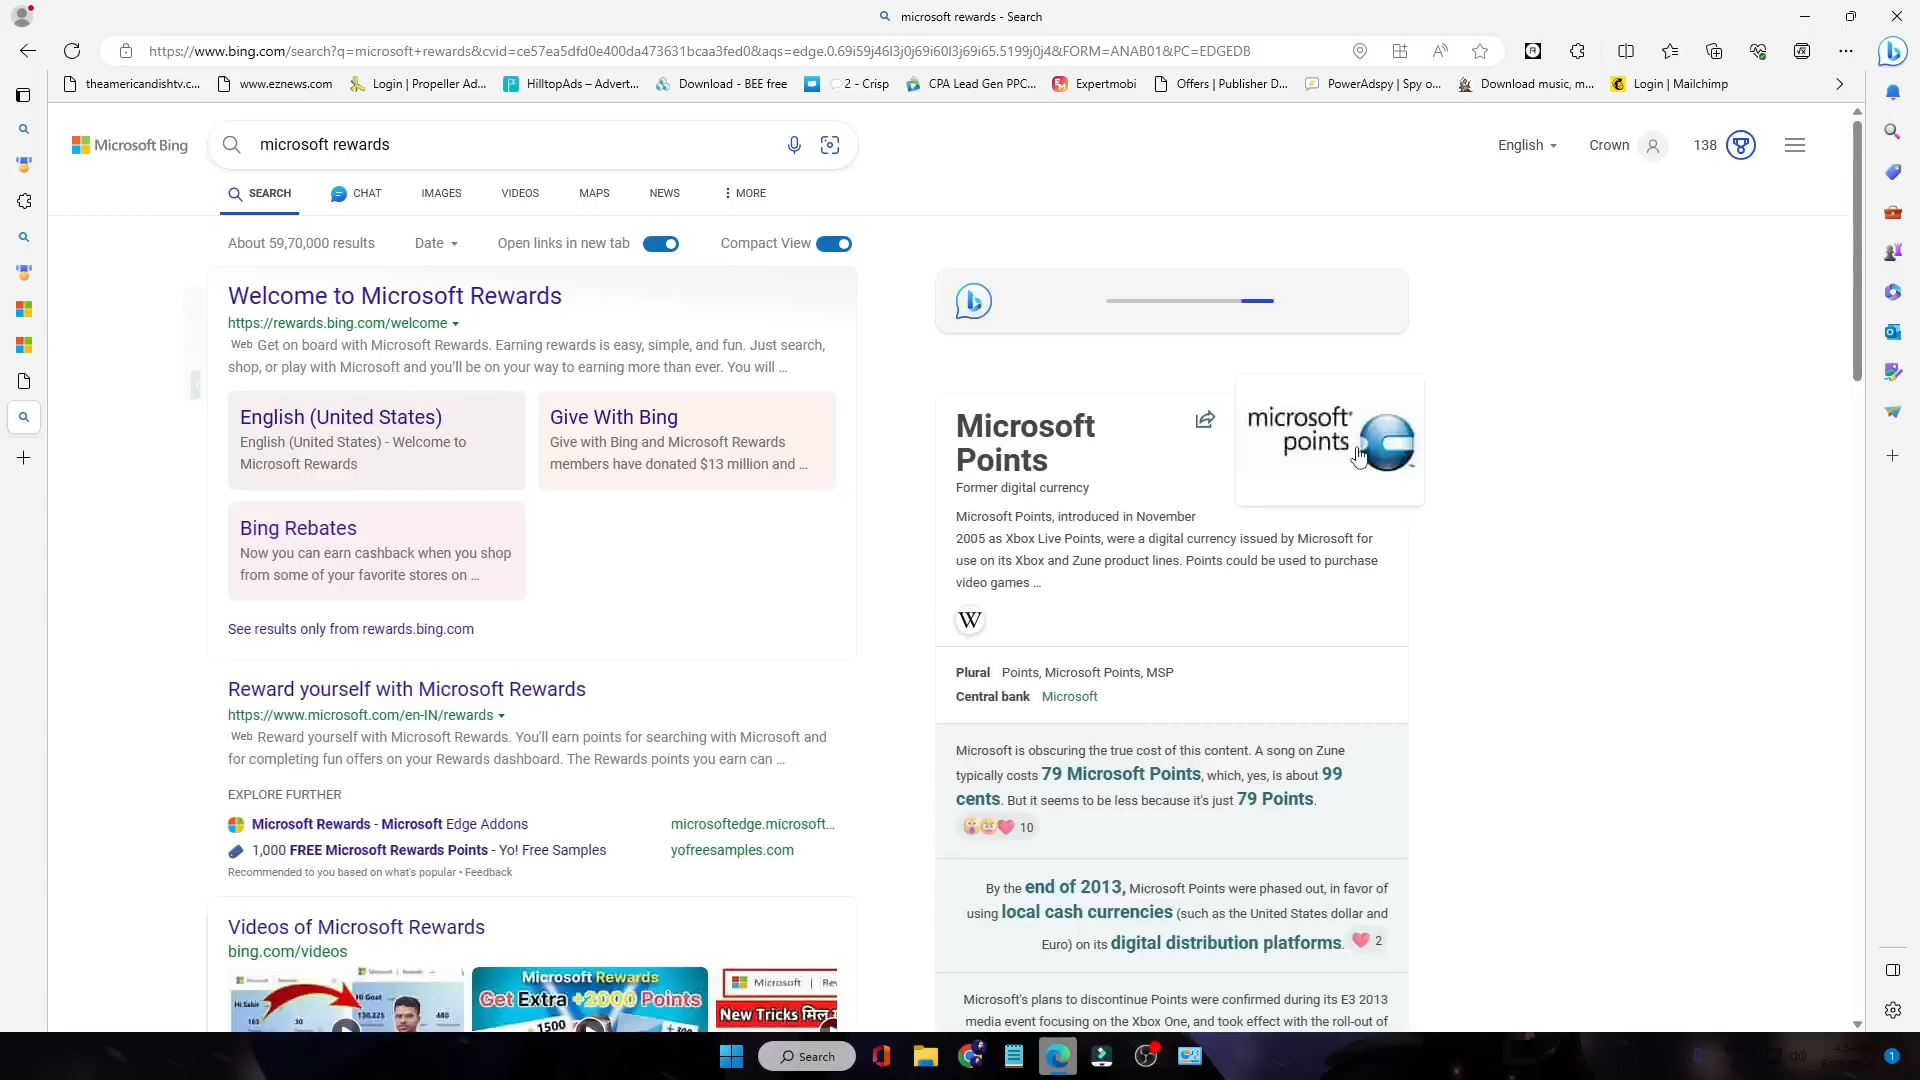 microsoft rewards - Search
https://www.bing.com/search?q=microsoft+rewards&cvid=ce57ea5dfd0e400da473631bcaa3fed0&aqs=edge.0.69i59j46l3j0j69i60l3j69i65.5199j0j4&FORM=ANAB01&PC=EDGEDB
theamericandishtv.c...
www.eznews.com
Login | Propeller Ad...
HilltopAds – Advert...
Download - BEE free
2 - Crisp
CPA Lead Gen PPC...
Expertmobi
Offers | Publisher D...
PowerAdspy | Spy o...
Download music, m...
Login | Mailchimp
Microsoft Bing
microsoft rewards
English
Crown
138
SEARCH
CHAT
IMAGES
VIDEOS
MAPS
NEWS
MORE
About 59,70,000 results
Date
Open links in new tab
Compact View
Welcome to Microsoft Rewards
https://rewards.bing.com/welcome
Web Get on board with Microsoft Rewards. Earning rewards is easy, simple, and fun. Just search,
shop, or play with Microsoft and you'll be on your way to earning more than ever. You will ...
English (United States)
English (United States) - Welcome to
Microsoft Rewards
Give With Bing
Give with Bing and Microsoft Rewards
members have donated $13 million and ...
Bing Rebates
Now you can earn cashback when you shop
from some of your favorite stores on ...
See results only from rewards.bing.com
Reward yourself with Microsoft Rewards
https://www.microsoft.com/en-IN/rewards
Web Reward yourself with Microsoft Rewards. You'll earn points for searching with Microsoft and
for completing fun offers on your Rewards dashboard. The Rewards points you earn can ...
EXPLORE FURTHER
Microsoft Rewards - Microsoft Edge Addons
microsoftedge.microsoft...
1,000 FREE Microsoft Rewards Points - Yo! Free Samples
yofreesamples.com
Recommended to you based on what's popular • Feedback
Videos of Microsoft Rewards
bing.com/videos
Microsoft
Microsoft
Hi Goat
Microsoft Rewards
Get Extra +2000 Points
1500
Microsoft | Rew
New Tricks मिल ग
Microsoft
Points
Former digital currency
microsoft
points
Microsoft Points, introduced in November
2005 as Xbox Live Points, were a digital currency issued by Microsoft for
use on its Xbox and Zune product lines. Points could be used to purchase
video games ...
W
Plural Points, Microsoft Points, MSP
Central bank Microsoft
Microsoft is obscuring the true cost of this content. A song on Zune
typically costs 79 Microsoft Points, which, yes, is about 99
cents. But it seems to be less because it's just 79 Points.
10
By the end of 2013, Microsoft Points were phased out, in favor of
using local cash currencies (such as the United States dollar and
Euro) on its digital distribution platforms.
2
Microsoft's plans to discontinue Points were confirmed during its E3 2013
media event focusing on the Xbox One, and took effect with the roll-out of
Search
1